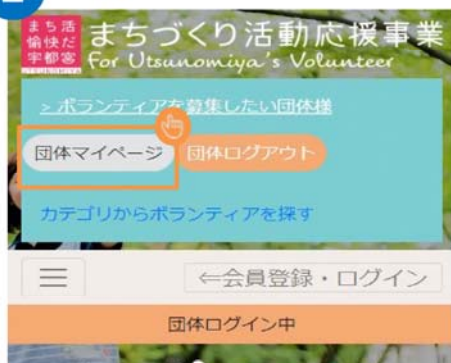 まち活
愉快だ
宇都宮
UTSUNOMIYA
まちづくり活動応援事業
For Utsunomiya's Volunteer
> ボランティアを募集したい団体様
団体マイページ
団体ログアウト
カテゴリからボランティアを探す
⇐会員登録・ログイン
団体ログイン中